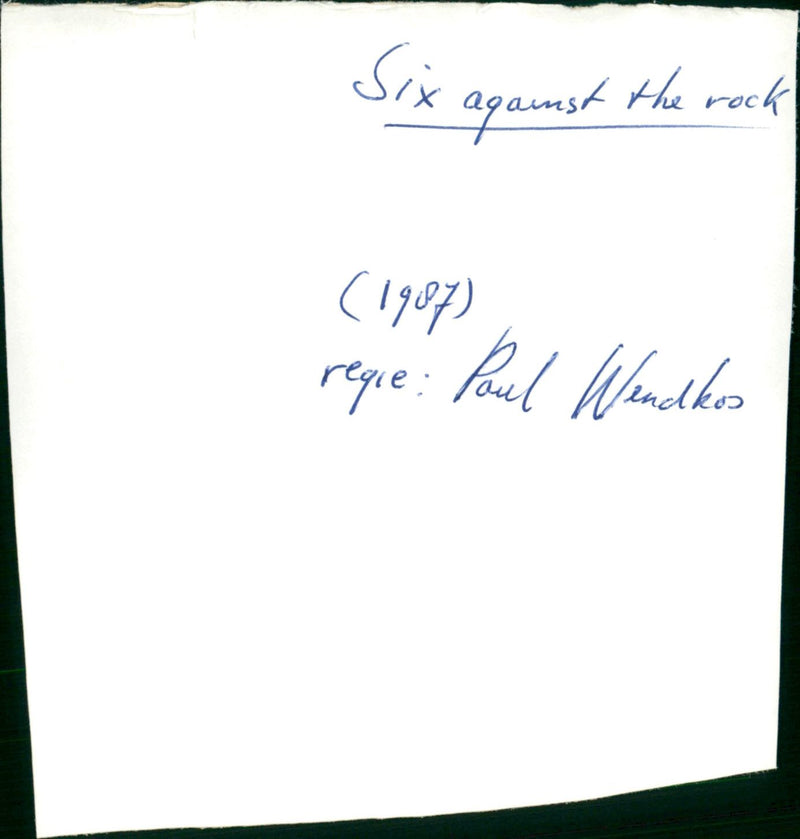 Six against the rock
(1987)
regie: Paul Wendkos